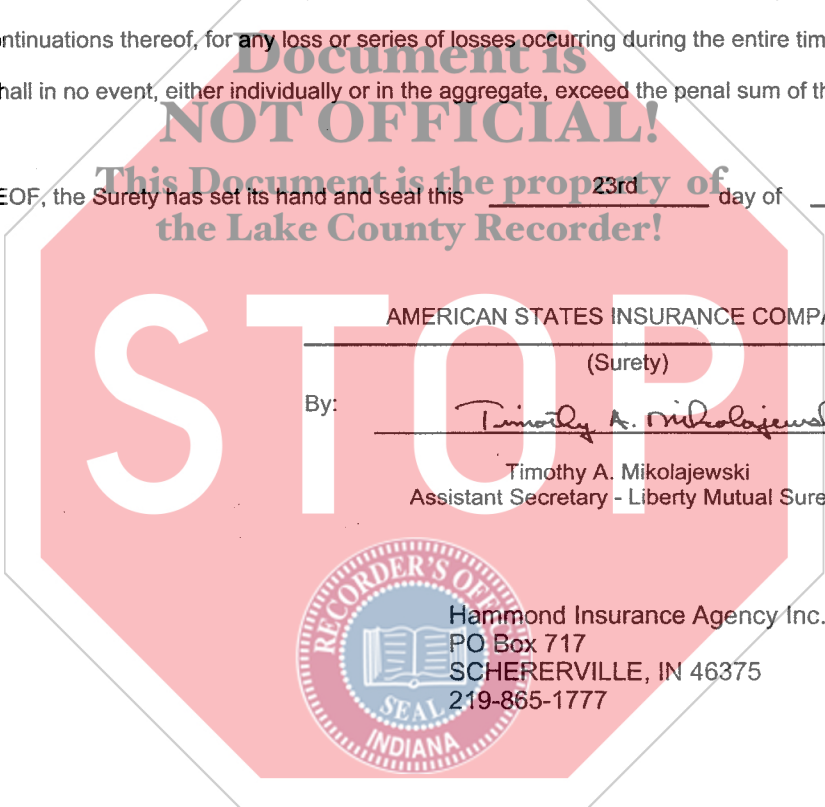 ntinuations thereof, for any loss or series of losses occurring during the entire tim
Document is
hall in no event, either individually or in the aggregate, exceed the penal sum of th
NOT OFFICIAL!
This Document is the property of
EOF, the Surety has set its hand and seal this 23rd day of
the Lake County Recorder!
STOP
AMERICAN STATES INSURANCE COMPA
(Surety)
By: Timothy A. Mikolajews
Timothy A. Mikolajewski
Assistant Secretary - Liberty Mutual Sure
RECORDER'S OFFICE
Hammond Insurance Agency Inc.
PO Box 717
SCHERERVILLE, IN 46375
219-865-1777
SEAL
INDIANA